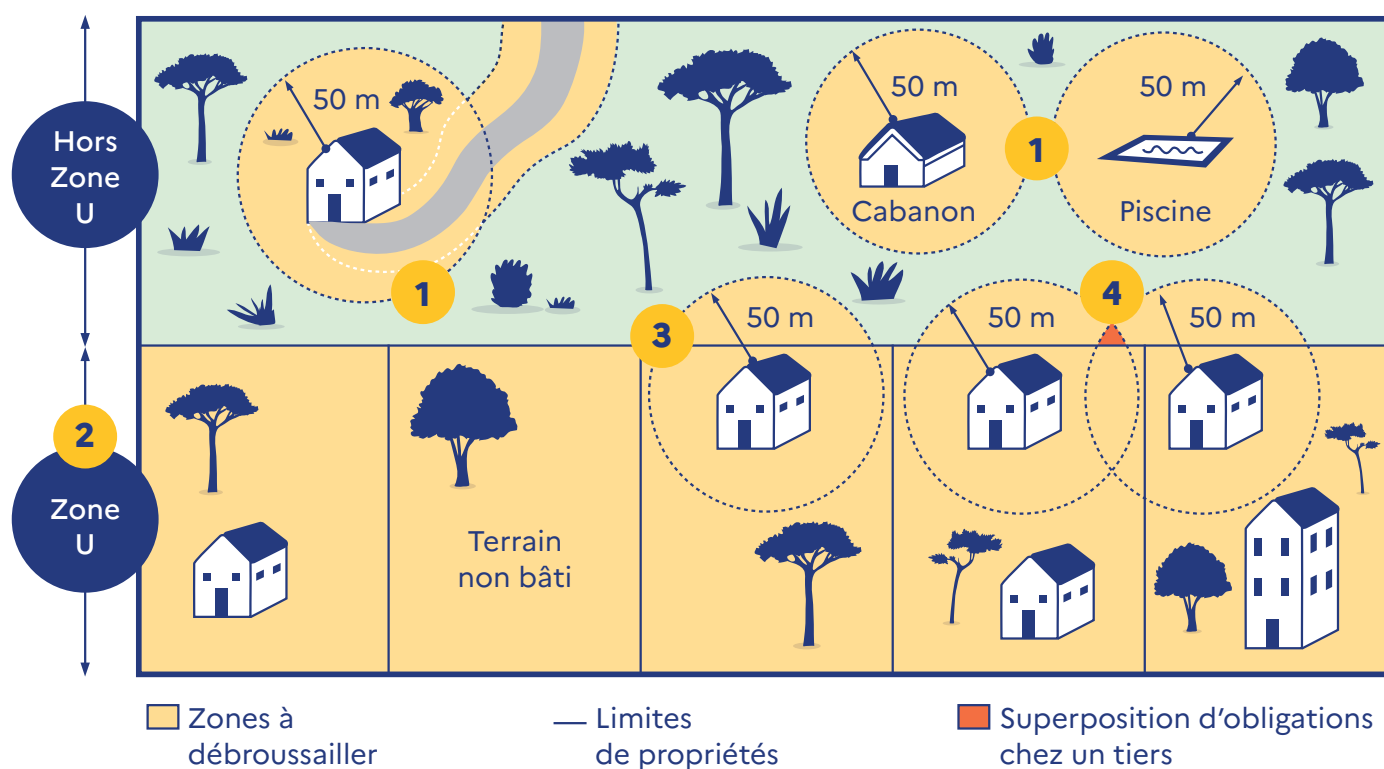 50 m
50 m
50 m
Hors
Zone
U
1
Cabanon
Piscine
1
4
3
50 m
50 m
50 m
2
Zone
U
Terrain
non bâti
Zones à
débroussailler
Limites
de propriétés
Superposition d'obligations
chez un tiers